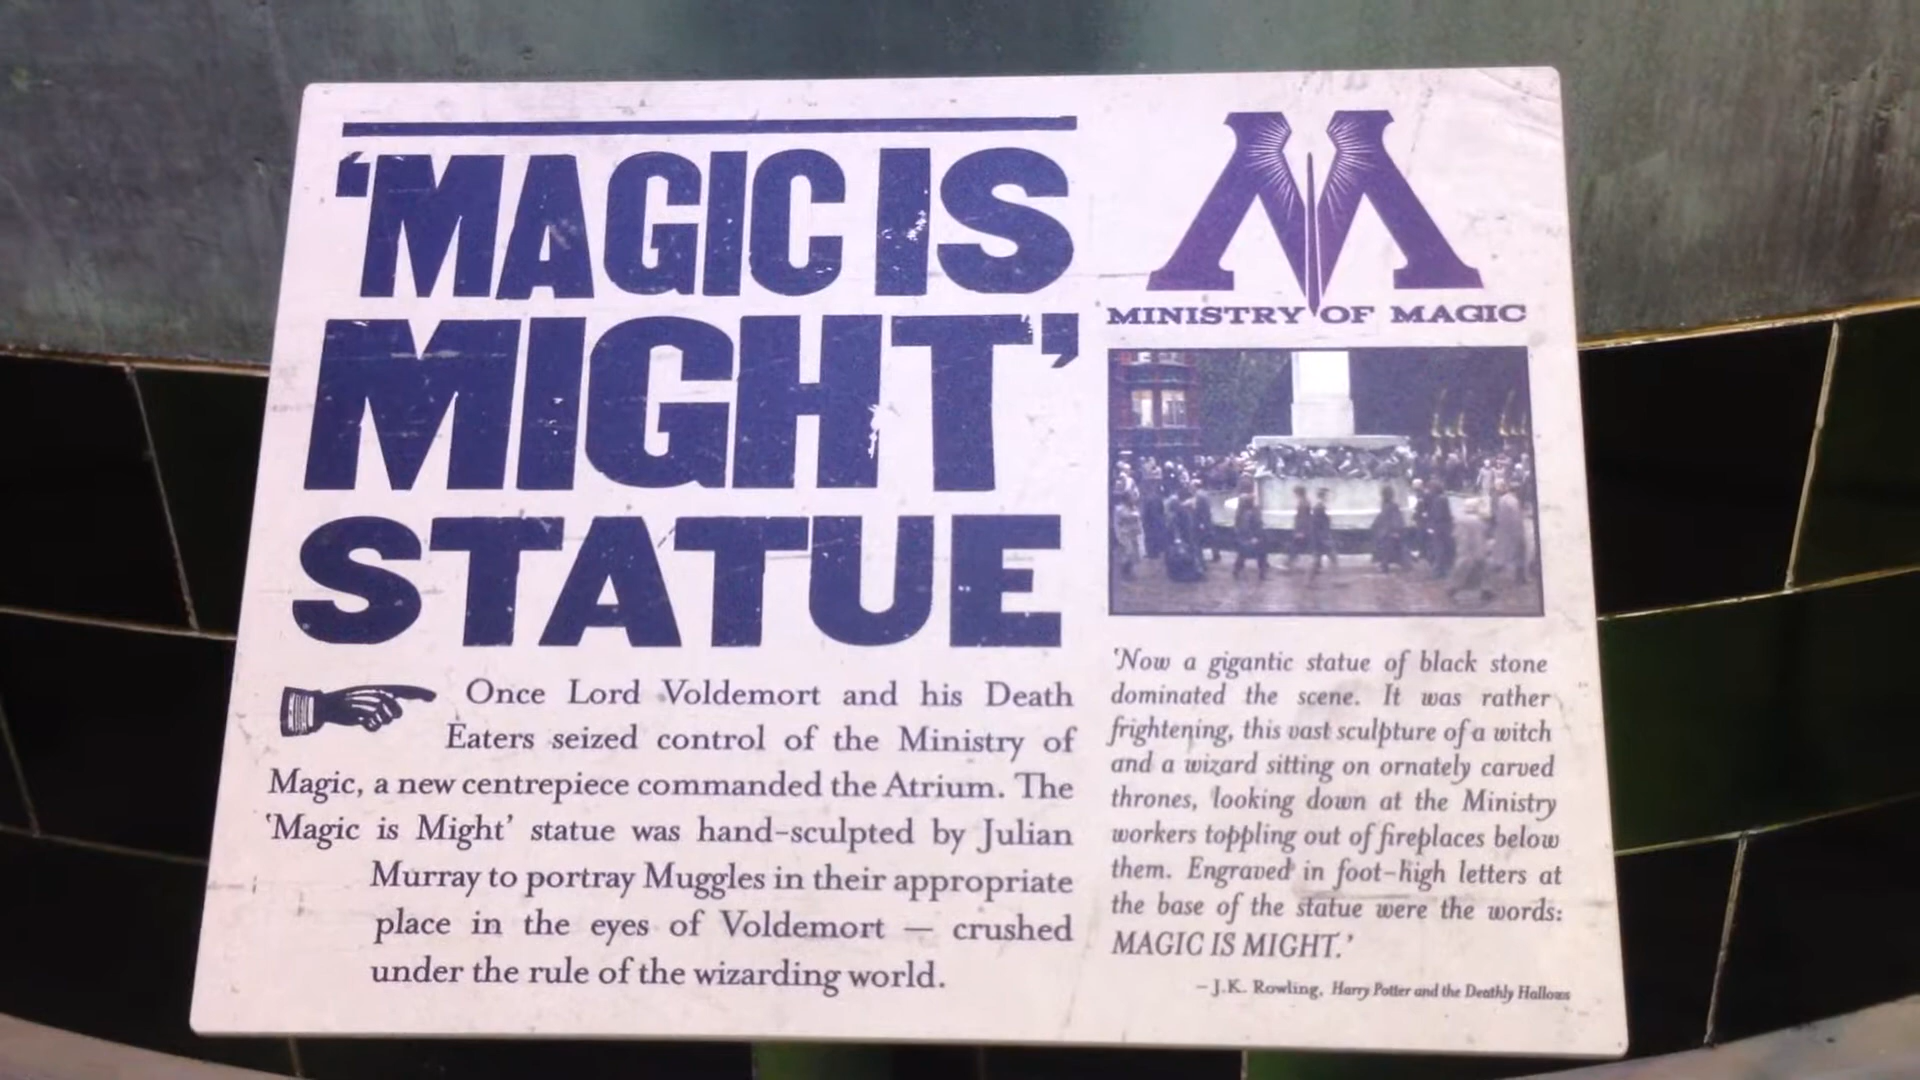 'MAGIC IS
MIGHT'
STATUE
Once Lord Voldemort and his Death
Eaters seized control of the Ministry of
Magic, a new centrepiece commanded the Atrium. The
'Magic is Might' statue was hand-sculpted by Julian
Murray to portray Muggles in their appropriate
place in the eyes of Voldemort — crushed
under the rule of the wizarding world.
M
MINISTRY OF MAGIC
'Now a gigantic statue of black stone
dominated the scene. It was rather
frightening, this vast sculpture of a witch
and a wizard sitting on ornately carved
thrones, looking down at the Ministry
workers toppling out of fireplaces below
them. Engraved in foot-high letters at
the base of the statue were the words:
MAGIC IS MIGHT.'
– J.K. Rowling, Harry Potter and the Deathly Hallows